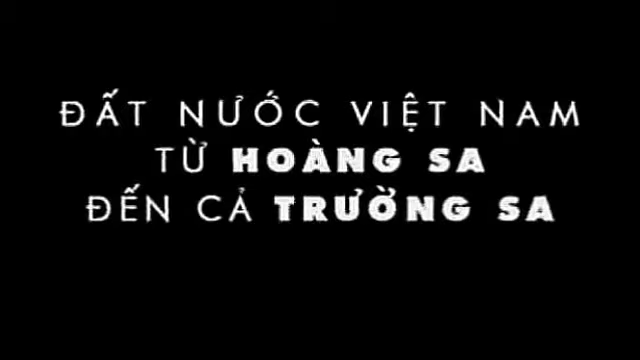 ĐẤT NƯỚC VIỆT NAM
TỪ HOÀNG SA
ĐẾN CẢ TRƯỜNG SA